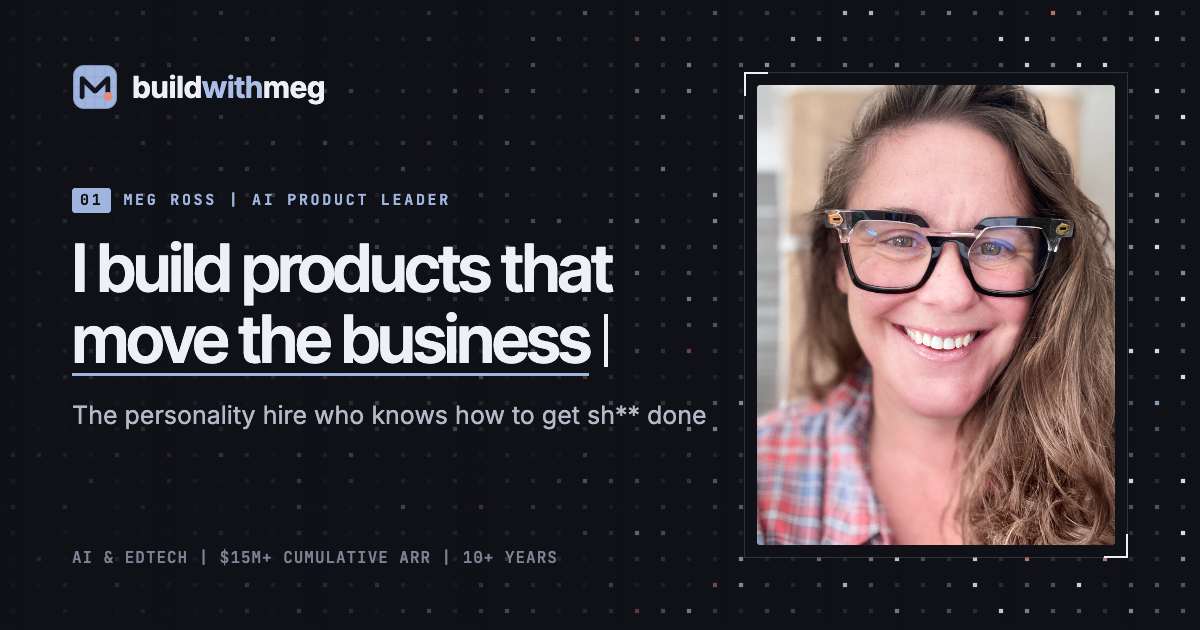 M
buildwithmeg
01 MEG ROSS | AI PRODUCT LEADER
I build products that
move the business |
The personality hire who knows how to get sh** done
AI & EDTECH | $15M+ CUMULATIVE ARR | 10+ YEARS